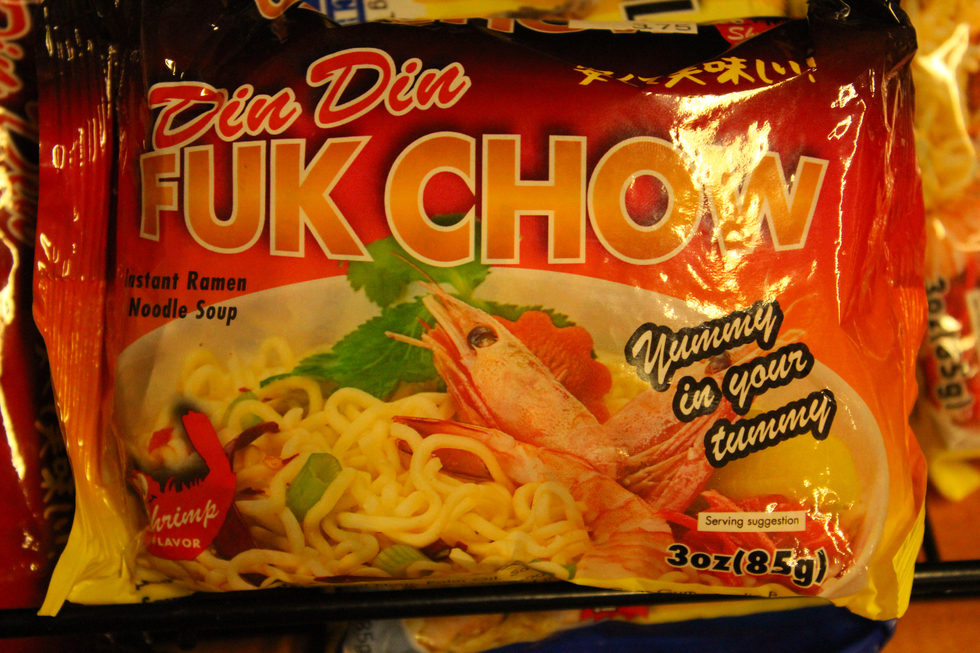 Din Din
FUK CHOW
Instant Ramen
Noodle Soup
Yummy
in your
tummy
Shrimp
FLAVOR
Serving suggestion
3oz(85g)